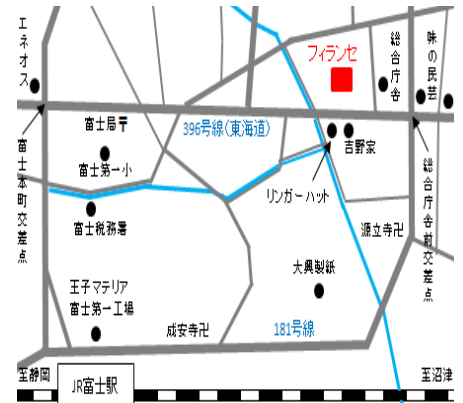 エネオス
フィランセ
総合庁舎
味の民芸
富士局〒
396号線(東海道)
吉野家
富士第一小
リンガーハット
富士本町交差点
総合庁舎前交差点
富士税務署
源立寺卍
大興製紙
王子マテリア
富士第一工場
成安寺卍
181号線
至静岡
JR富士駅
至沼津